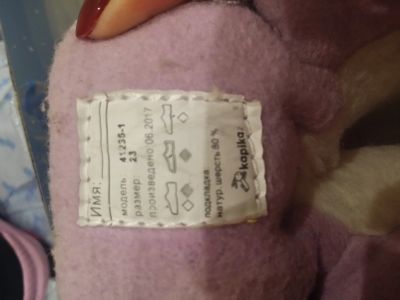 Имя:
модель 41235-1
размер: 23
произведено:06.2017
подкладка
натур. шерсть 80 %
kapika